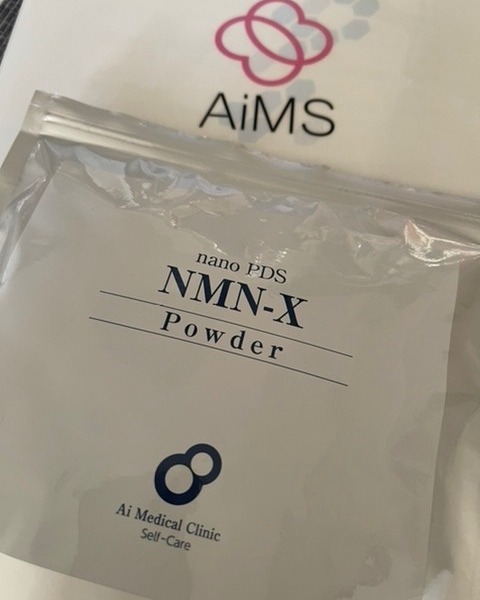 AiMS
nano PDS
NMN-X
Powder
Ai Medical Clinic
Self-Care